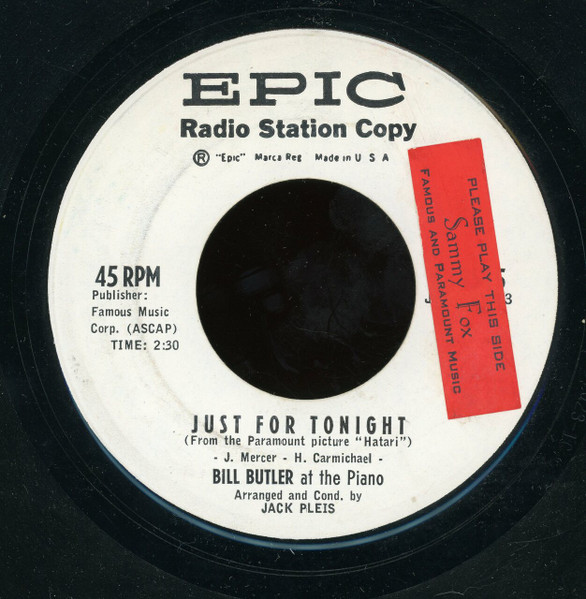 EPIC
Radio Station Copy
® "Epic" Marca Reg Made in U S A
PLEASE PLAY THIS SIDE
Sammy Fox
FAMOUS AND PARAMOUNT MUSIC
45 RPM
Publisher:
Famous Music
Corp. (ASCAP)
TIME: 2:30
JUST FOR TONIGHT
(From the Paramount picture "Hatari")
- J. Mercer - H. Carmichael -
BILL BUTLER at the Piano
Arranged and Cond. by
JACK PLEIS